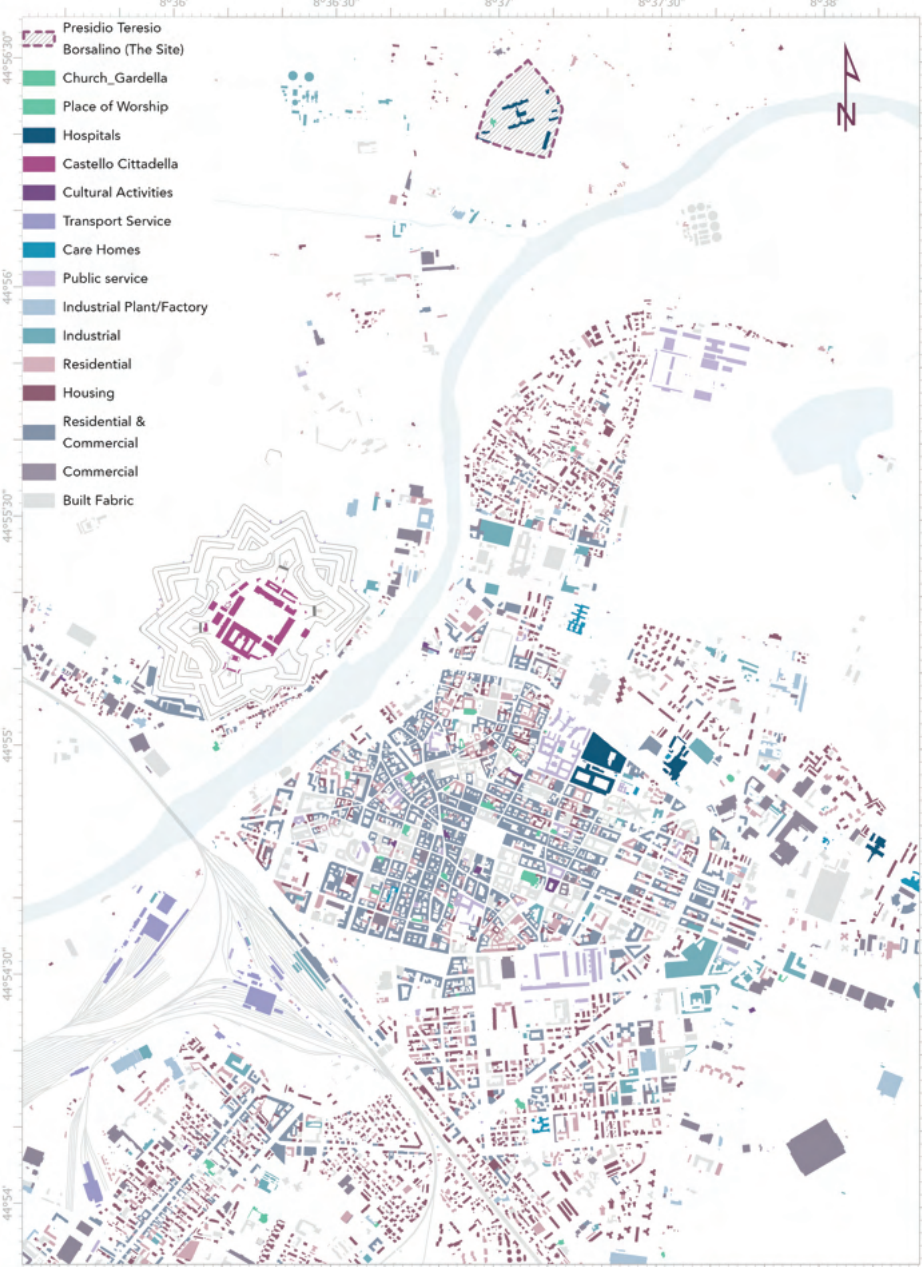 8°36'
8°36'30"
8°37'
8°37'30"
8°38'
44°56'30"
44°56'
44°55'30"
44°55'
44°54'30"
44°54'
Presidio Teresio
Borsalino (The Site)
Church_Gardella
Place of Worship
Hospitals
Castello Cittadella
Cultural Activities
Transport Service
Care Homes
Public service
Industrial Plant/Factory
Industrial
Residential
Housing
Residential &
Commercial
Commercial
Built Fabric
N